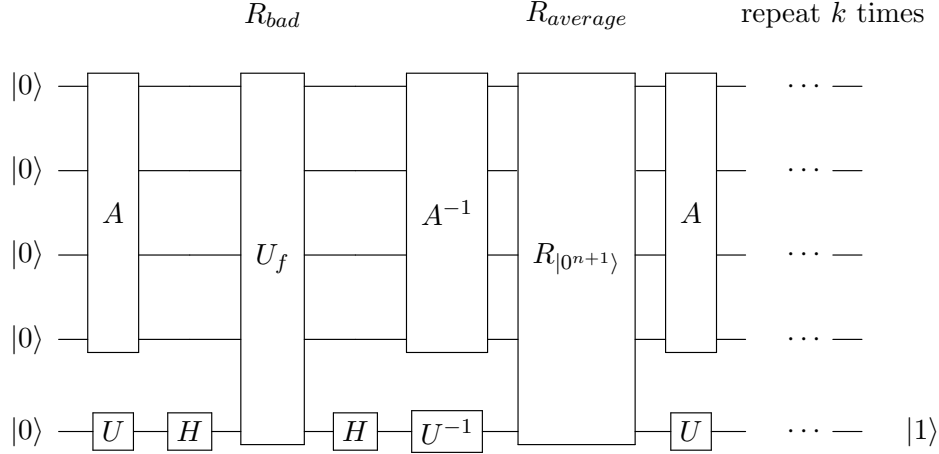 R_{bad} R_{average} repeat k times
|0⟩ |0⟩ |0⟩ |0⟩ |0⟩
A U_f A^{-1} R_{|0^{n+1}⟩} A
U H H U^{-1} U
··· ··· ··· ··· ··· |1⟩